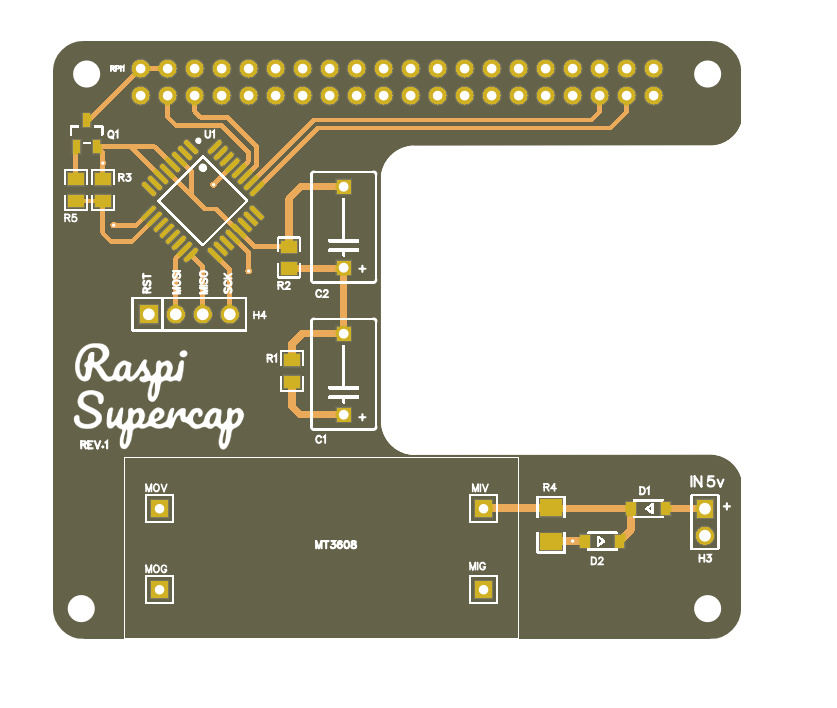 RPM
Q1
U1
R3
R5
RST
MOSI
MISO
SCK
H4
R2
C2
+
R1
C1
+
Raspi
Supercap
REV.1
MOV
MIV
MOG
MIG
MT3608
R4
D1
D2
IN 5v
+
H3